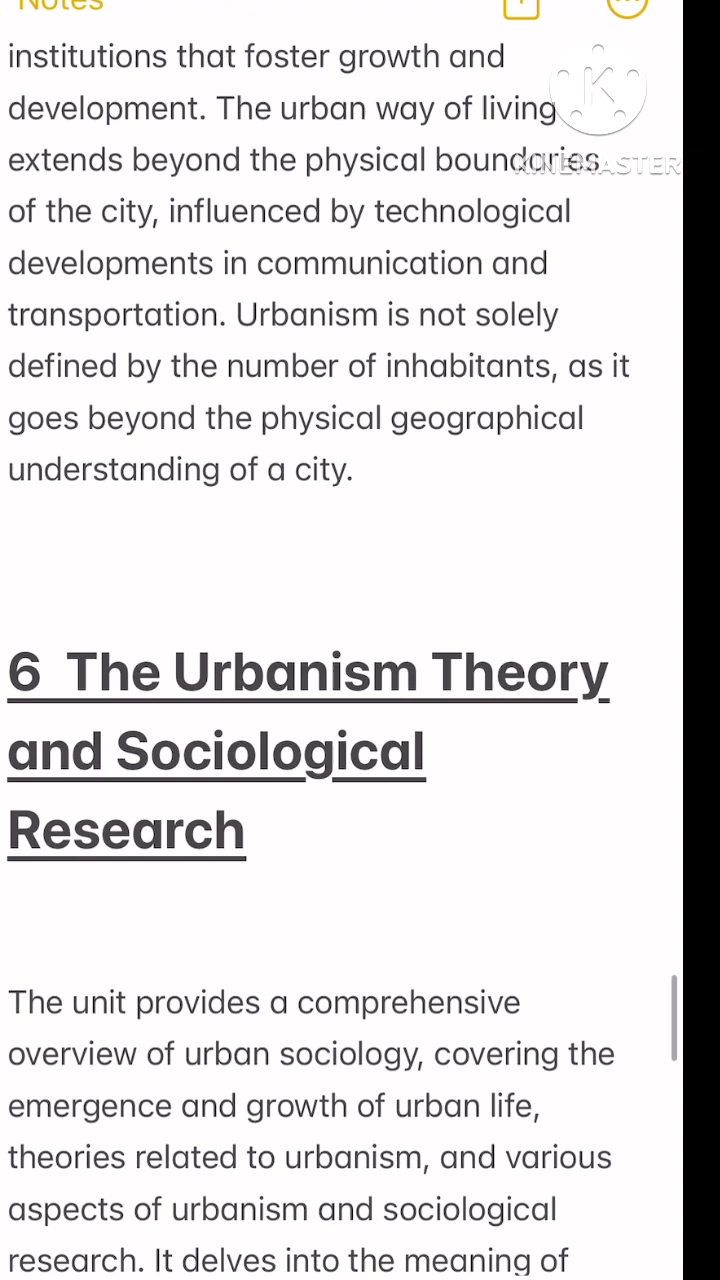 Notes
institutions that foster growth and
development. The urban way of living
extends beyond the physical boundaries
of the city, influenced by technological
developments in communication and
transportation. Urbanism is not solely
defined by the number of inhabitants, as it
goes beyond the physical geographical
understanding of a city.
6 The Urbanism Theory
and Sociological
Research
The unit provides a comprehensive
overview of urban sociology, covering the
emergence and growth of urban life,
theories related to urbanism, and various
aspects of urbanism and sociological
research. It delves into the meaning of
K
KINEMASTER